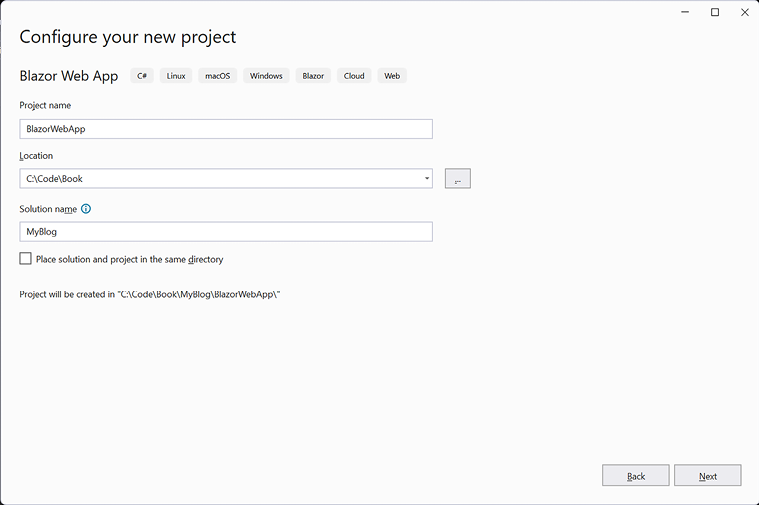 Configure your new project
Blazor Web App C# Linux macOS Windows Blazor Cloud Web
Project name
BlazorWebApp
Location
C:\Code\Book
...
Solution name
MyBlog
Place solution and project in the same directory
Project will be created in "C:\Code\Book\MyBlog\BlazorWebApp\"
Back Next